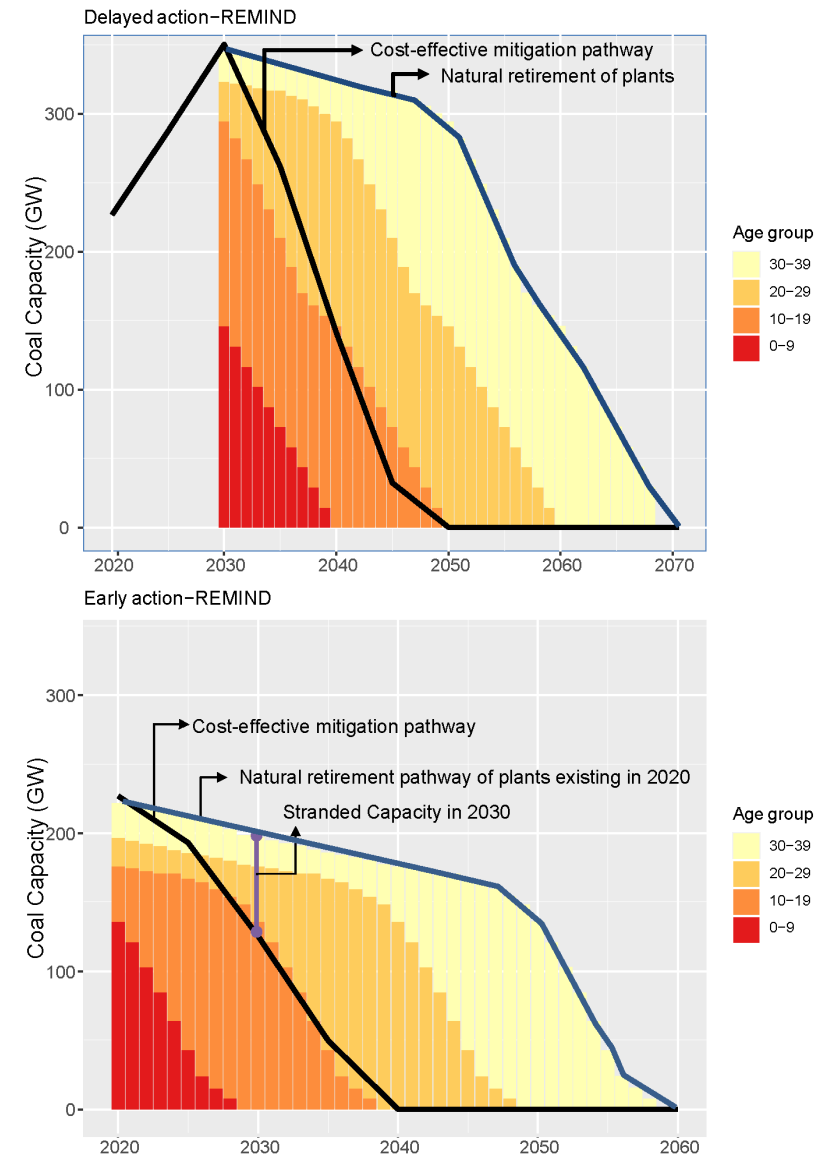 Delayed action−REMIND
Cost-effective mitigation pathway
Natural retirement of plants
Coal Capacity (GW)
300
200
100
0
2020 2030 2040 2050 2060 2070
Age group
30−39
20−29
10−19
0−9
Early action−REMIND
Cost-effective mitigation pathway
Natural retirement pathway of plants existing in 2020
Stranded Capacity in 2030
Coal Capacity (GW)
300
200
100
0
2020 2030 2040 2050 2060
Age group
30−39
20−29
10−19
0−9